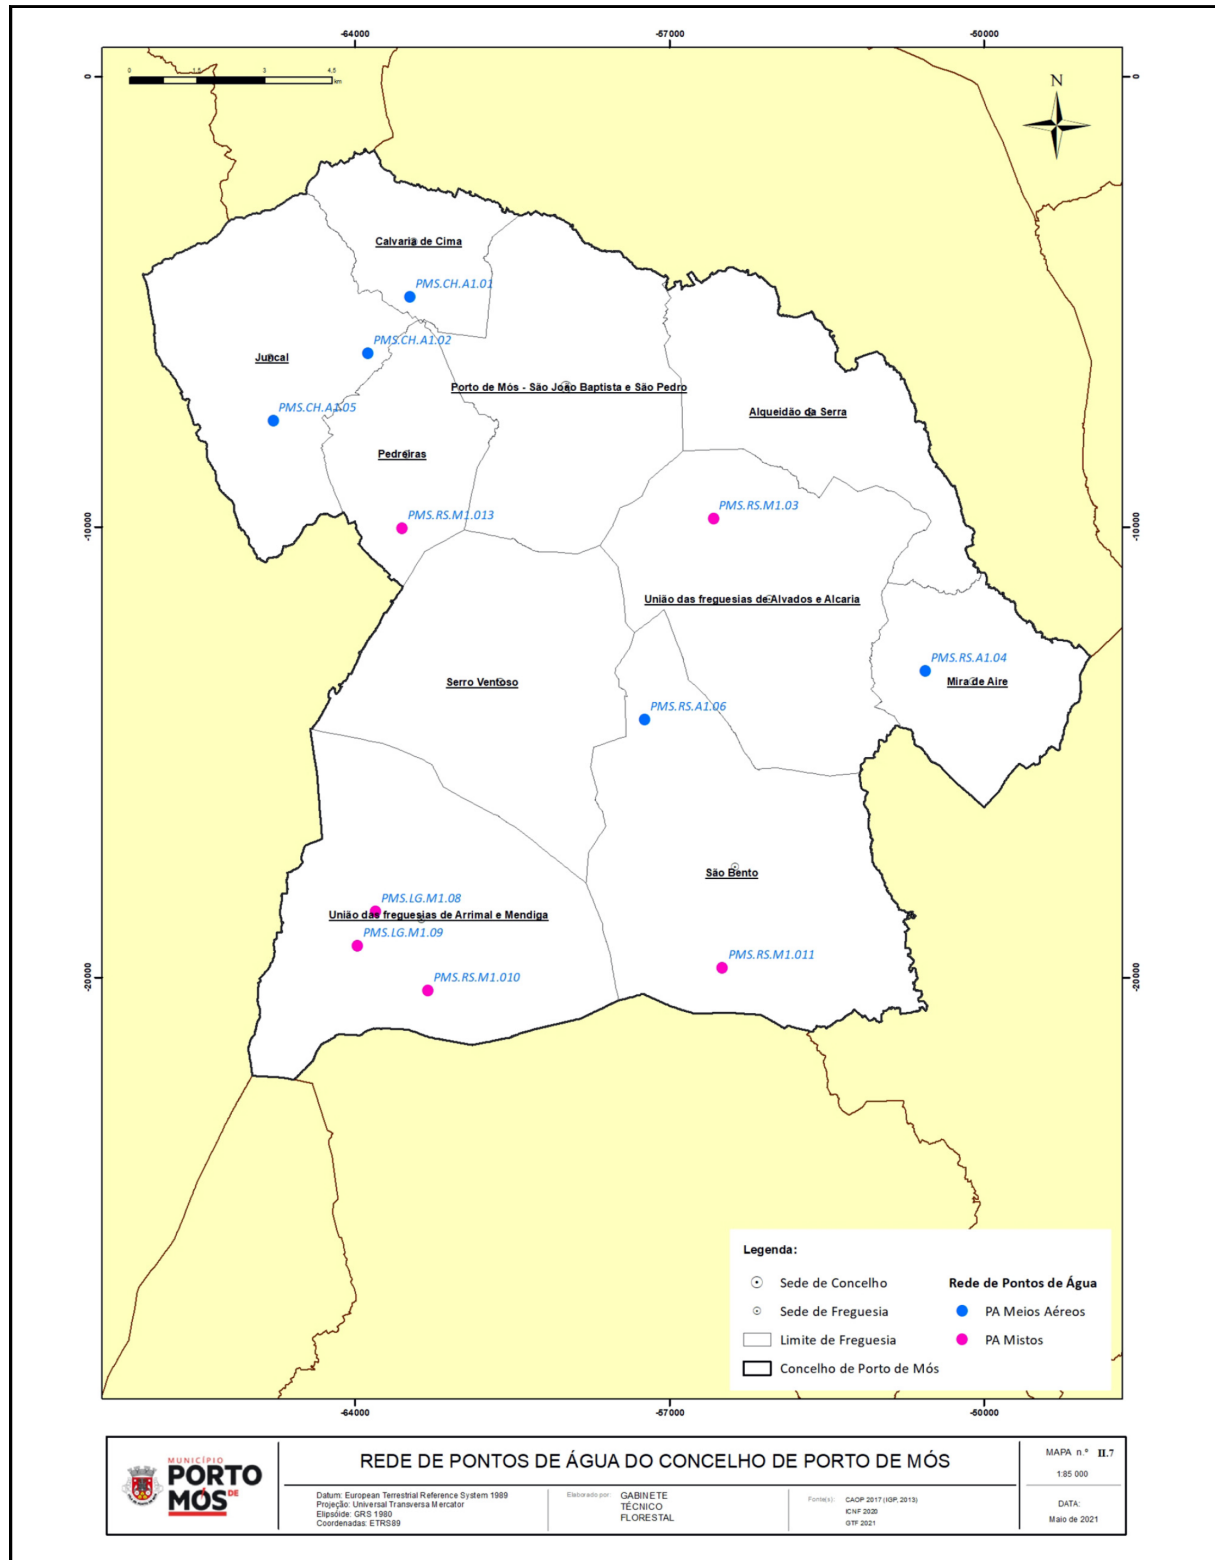 -64000
-57000
-50000
0
1,5
3
4,5
km
N
0
0
Calvaria de Cima
PMS.CH.A1.01
PMS.CH.A1.02
Juncal
Porto de Mós - São João Baptista e São Pedro
PMS.CH.A1.05
Alqueidão da Serra
Pedreiras
PMS.RS.M1.03
PMS.RS.M1.013
-10000
-10000
União das freguesias de Alvados e Alcaria
PMS.RS.A1.04
Mira de Aire
Serro Ventoso
PMS.RS.A1.06
São Bento
PMS.LG.M1.08
União das freguesias de Arrimal e Mendiga
PMS.LG.M1.09
PMS.RS.M1.011
PMS.RS.M1.010
-20000
-20000
Legenda:
Sede de Concelho
Sede de Freguesia
Limite de Freguesia
Concelho de Porto de Mós
Rede de Pontos de Água
PA Meios Aéreos
PA Mistos
-64000
-57000
-50000
MUNICÍPIO
PORTO
DE
MÓS
REDE DE PONTOS DE ÁGUA DO CONCELHO DE PORTO DE MÓS
Datum: European Terrestrial Reference System 1989
Projeção: Universal Transversa Mercator
Elipsóide: GRS 1980
Coordenadas: ETRS89
Elaborado por:
GABINETE
TÉCNICO
FLORESTAL
Fonte(s):
CAOP 2017 (IGP, 2013)
ICNF 2020
GTF 2021
MAPA n.º II.7
1:85 000
DATA:
Maio de 2021